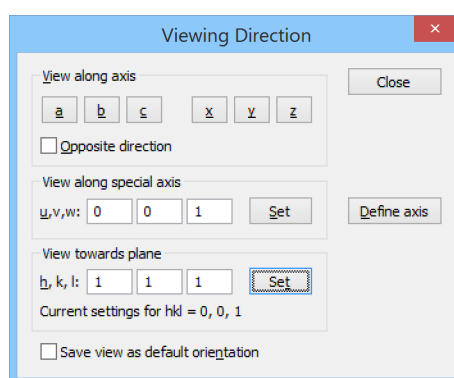 Viewing Direction
View along axis
Close
a b c x y z
Opposite direction
View along special axis
u,v,w: 0 0 1 Set
Define axis
View towards plane
h, k, l: 1 1 1 Set
Current settings for hkl = 0, 0, 1
Save view as default orientation